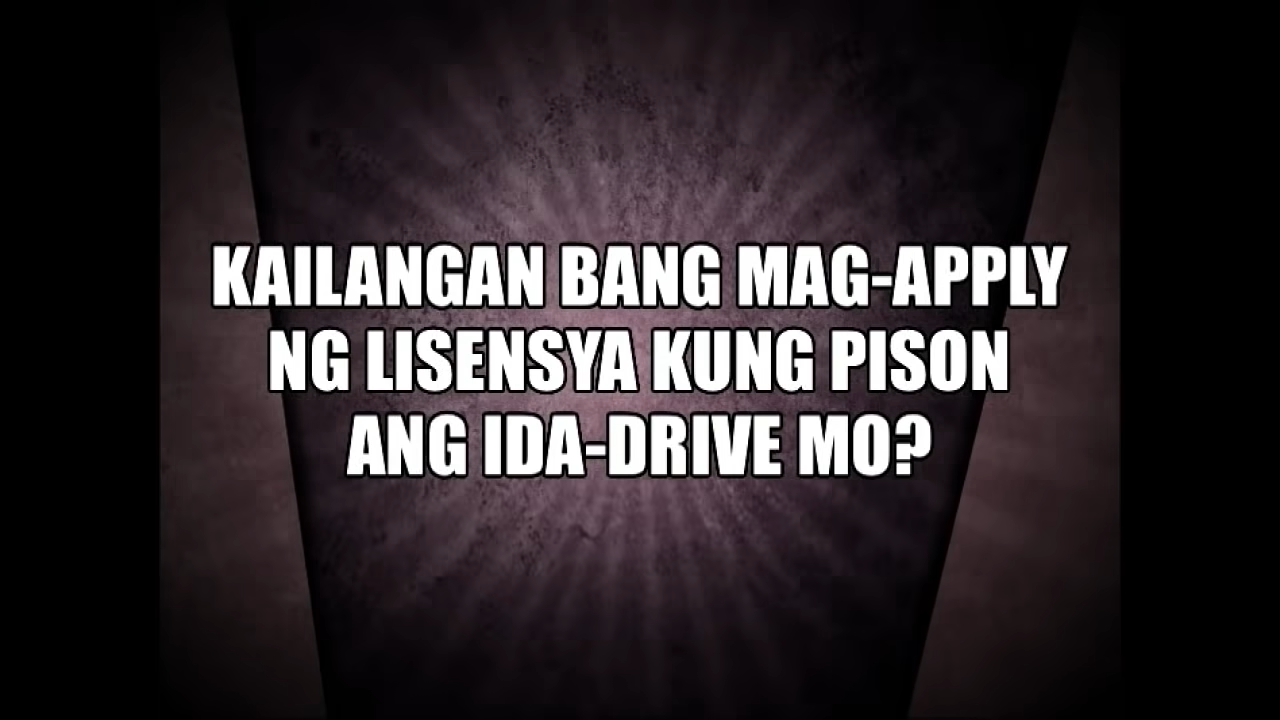 KAILANGAN BANG MAG-APPLY
NG LISENSYA KUNG PISON
ANG IDA-DRIVE MO?